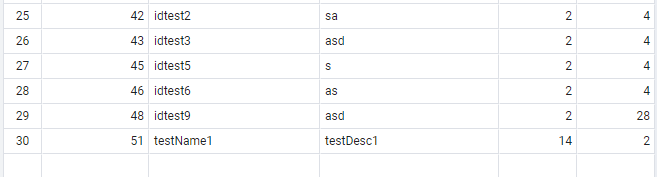 25 42 idtest2 sa 2 4
26 43 idtest3 asd 2 4
27 45 idtest5 s 2 4
28 46 idtest6 as 2 4
29 48 idtest9 asd 2 28
30 51 testName1 testDesc1 14 2